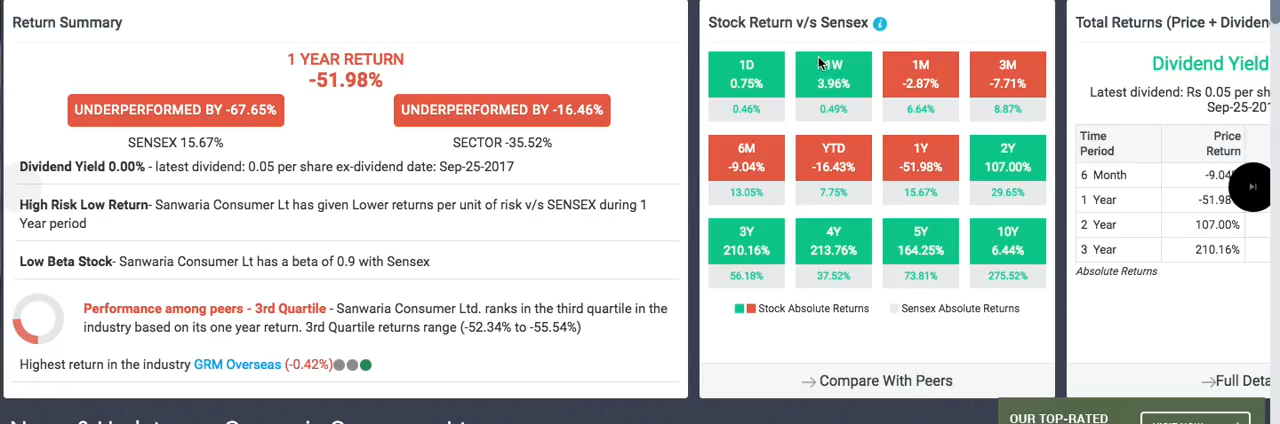 Return Summary
1 YEAR RETURN
-51.98%
UNDERPERFORMED BY -67.65%
UNDERPERFORMED BY -16.46%
SENSEX 15.67%
SECTOR -35.52%
Dividend Yield 0.00% - latest dividend: 0.05 per share ex-dividend date: Sep-25-2017
High Risk Low Return- Sanwaria Consumer Lt has given Lower returns per unit of risk v/s SENSEX during 1
Year period
Low Beta Stock- Sanwaria Consumer Lt has a beta of 0.9 with Sensex
Performance among peers - 3rd Quartile - Sanwaria Consumer Ltd. ranks in the third quartile in the
industry based on its one year return. 3rd Quartile returns range (-52.34% to -55.54%)
Highest return in the industry GRM Overseas (-0.42%)
Stock Return v/s Sensex
1D 1W 1M 3M
0.75% 3.96% -2.87% -7.71%
0.46% 0.49% 6.64% 8.87%
6M YTD 1Y 2Y
-9.04% -16.43% -51.98% 107.00%
13.05% 7.75% 15.67% 29.65%
3Y 4Y 5Y 10Y
210.16% 213.76% 164.25% 6.44%
56.18% 37.52% 73.81% 275.52%
Stock Absolute Returns Sensex Absolute Returns
Compare With Peers
Total Returns (Price + Dividen
Dividend Yield
Latest dividend: Rs 0.05 per sh
Sep-25-201
Time Price
Period Return
6 Month -9.04
1 Year -51.98
2 Year 107.00%
3 Year 210.16%
Absolute Returns
Full Deta
OUR TOP-RATED